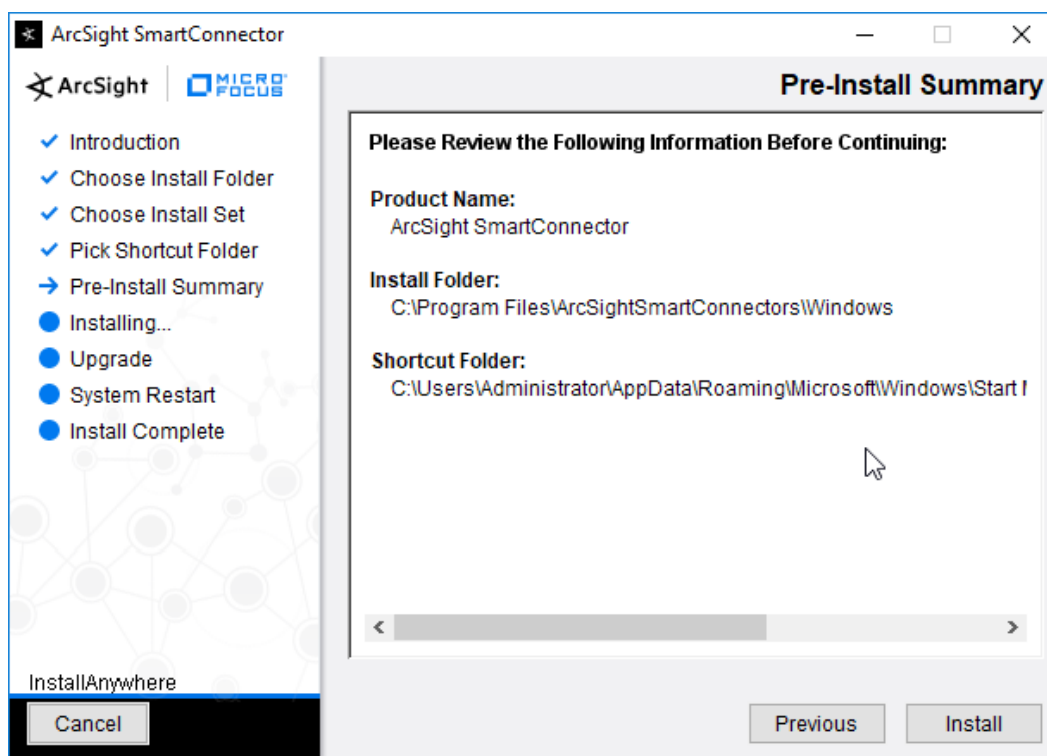 ArcSight SmartConnector
ArcSight
MICRO
FOCUS
Pre-Install Summary
Introduction
Choose Install Folder
Choose Install Set
Pick Shortcut Folder
Pre-Install Summary
Installing...
Upgrade
System Restart
Install Complete
Please Review the Following Information Before Continuing:
Product Name:
ArcSight SmartConnector
Install Folder:
C:\Program Files\ArcSightSmartConnectors\Windows
Shortcut Folder:
C:\Users\Administrator\AppData\Roaming\Microsoft\Windows\Start
InstallAnywhere
Cancel
Previous
Install